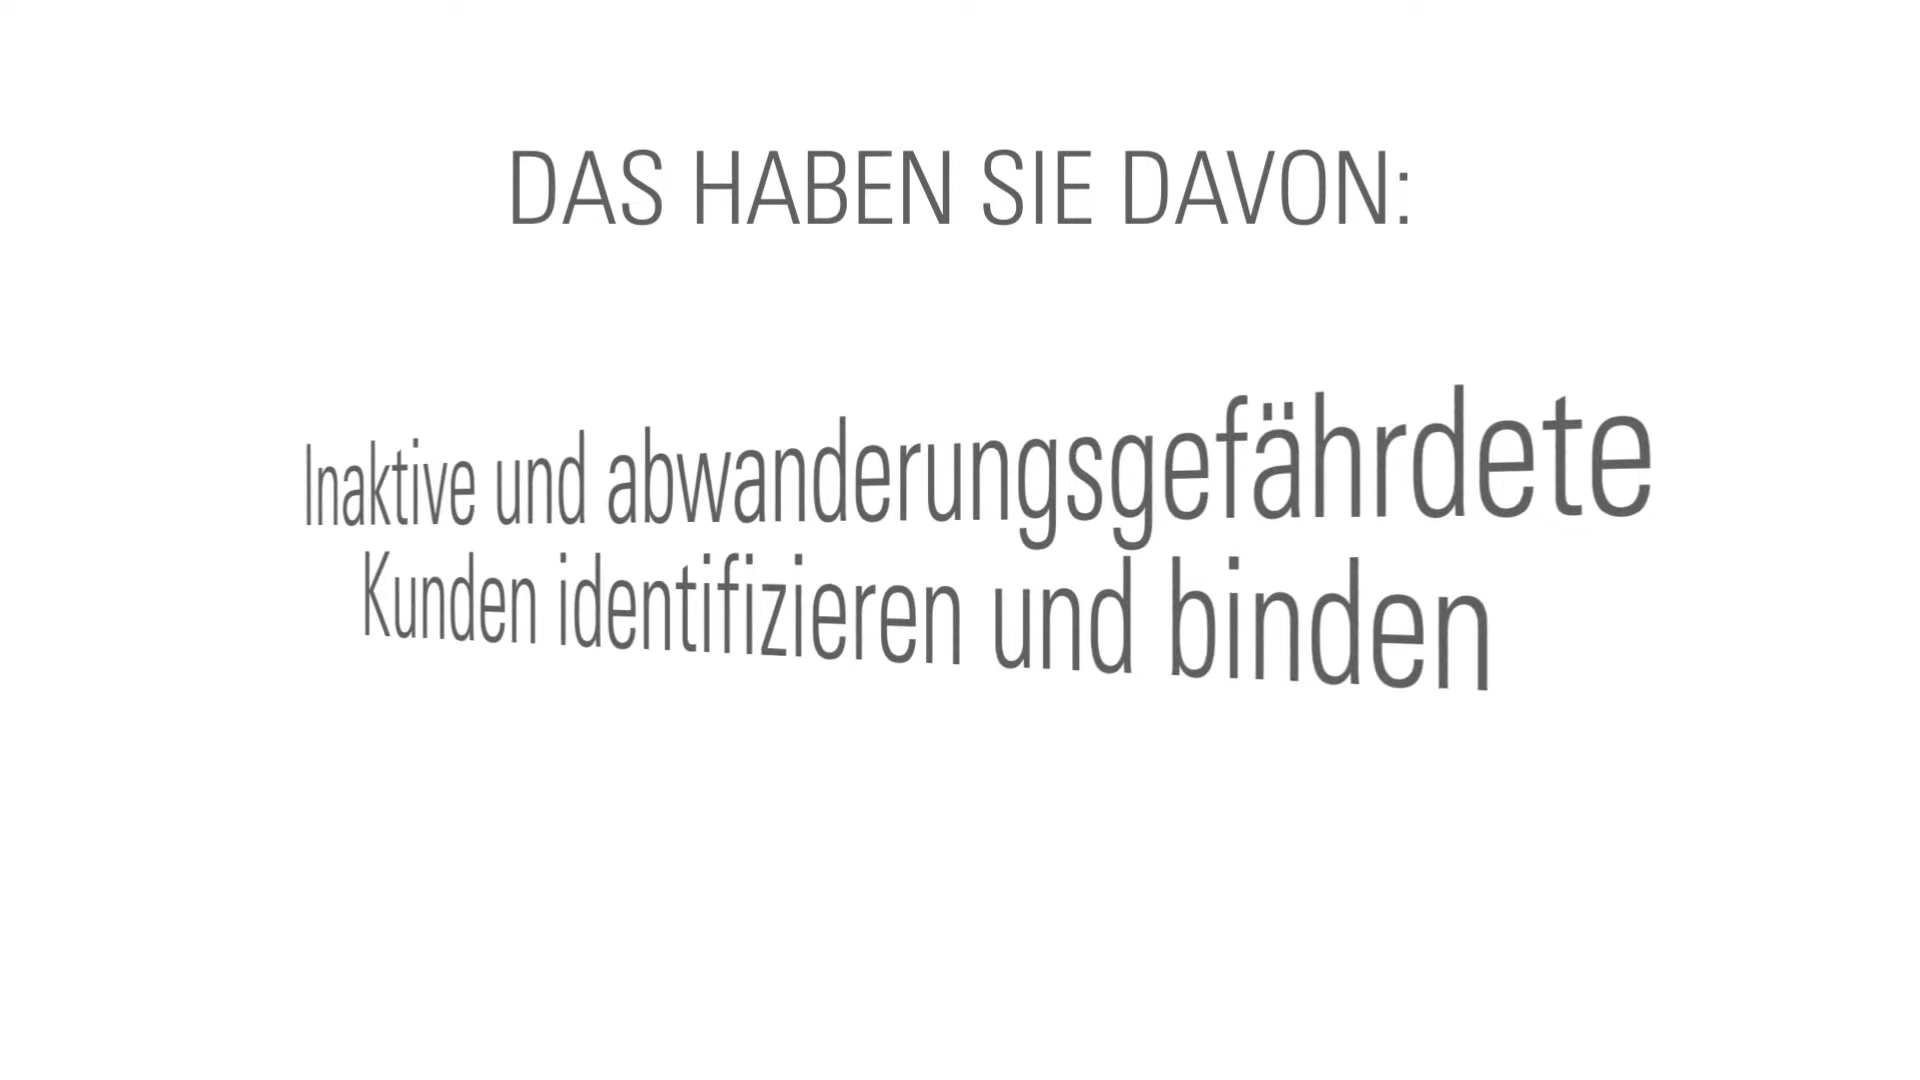 DAS HABEN SIE DAVON:
Inaktive und abwanderungsgefährdete
Kunden identifizieren und binden